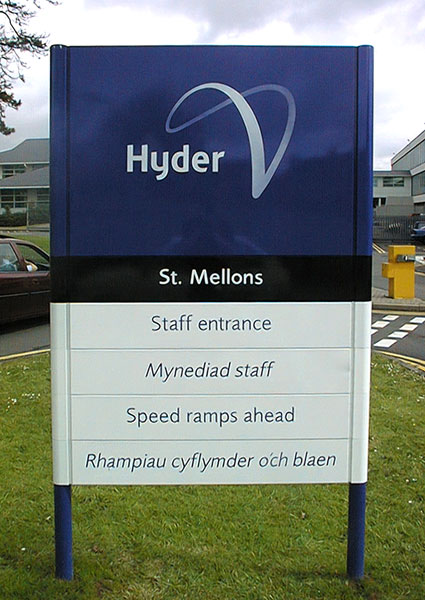 Hyder
St. Mellons
Staff entrance
Mynediad staff
Speed ramps ahead
Rhampiau cyflymder o'ch blaen